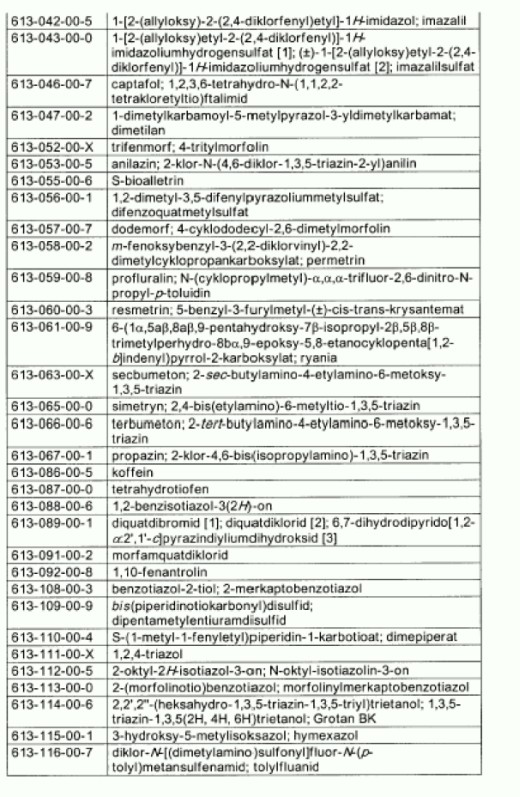 613-042-00-5 1-[2-(allyloksy)-2-(2,4-diklorfenyl)etyl]-1H-imidazol; imazalil
613-043-00-0 1-[2-(allyloksy)etyl-2-(2,4-diklorfenyl)]-1H-
imidazoliumhydrogensulfat [1]; (±)-1-[2-(allyloksy)etyl-2-(2,4-
diklorfenyl)]-1H-imidazoliumhydrogensulfat [2]; imazalilsulfat
613-046-00-7 captafol; 1,2,3,6-tetrahydro-N-(1,1,2,2-
tetrakloretyltio)ftalimid
613-047-00-2 1-dimetylkarbamoyl-5-metylpyrazol-3-yldimetylkarbamat;
dimetilan
613-052-00-X trifenmorf; 4-tritylmorfolin
613-053-00-5 anilazin; 2-klor-N-(4,6-diklor-1,3,5-triazin-2-yl)anilin
613-055-00-6 S-bioalletrin
613-056-00-1 1,2-dimetyl-3,5-difenylpyrazoliummetylsulfat;
difenzoquatmetylsulfat
613-057-00-7 dodemorf; 4-cyklododecyl-2,6-dimetylmorfolin
613-058-00-2 m-fenoksybenzyl-3-(2,2-diklorvinyl)-2,2-
dimetylcyklopropankarboksylat; permetrin
613-059-00-8 profluralin; N-(cyklopropylmetyl)-α,α,α-trifluor-2,6-dinitro-N-
propyl-p-toluidin
613-060-00-3 resmetrin; 5-benzyl-3-furylmetyl-(±)-cis-trans-krysantemat
613-061-00-9 6-(1α,5aβ,8aβ,9-pentahydroksy-7β-isopropyl-2β,5β,8β-
trimetylperhydro-8bα,9-epoksy-5,8-etanocyklopenta[1,2-
b]indenyl)pyrrol-2-karboksylat; ryania
613-063-00-X secbumeton; 2-sec-butylamino-4-etylamino-6-metoksy-
1,3,5-triazin
613-065-00-0 simetryn; 2,4-bis(etylamino)-6-metyltio-1,3,5-triazin
613-066-00-6 terbumeton; 2-tert-butylamino-4-etylamino-6-metoksy-1,3,5-
triazin
613-067-00-1 propazin; 2-klor-4,6-bis(isopropylamino)-1,3,5-triazin
613-086-00-5 koffein
613-087-00-0 tetrahydrotiofen
613-088-00-6 1,2-benzisotiazol-3(2H)-on
613-089-00-1 diquatdibromid [1]; diquatdiklorid [2]; 6,7-dihydrodipyrido[1,2-
α:2',1'-c]pyrazindiyliumdihydroksid [3]
613-091-00-2 morfamquatdiklorid
613-092-00-8 1,10-fenantrolin
613-108-00-3 benzotiazol-2-tiol; 2-merkaptobenzotiazol
613-109-00-9 bis(piperidinotiokarbonyl)disulfid;
dipentametylentiuramdisulfid
613-110-00-4 S-(1-metyl-1-fenyletyl)piperidin-1-karbotioat; dimepiperat
613-111-00-X 1,2,4-triazol
613-112-00-5 2-oktyl-2H-isotiazol-3-on; N-oktyl-isotiazolin-3-on
613-113-00-0 2-(morfolinotio)benzotiazol; morfolinylmerkaptobenzotiazol
613-114-00-6 2,2',2"-(heksahydro-1,3,5-triazin-1,3,5-triyl)trietanol; 1,3,5-
triazin-1,3,5(2H, 4H, 6H)trietanol; Grotan BK
613-115-00-1 3-hydroksy-5-metylisoksazol; hymexazol
613-116-00-7 diklor-N-[(dimetylamino)sulfonyl]fluor-N-(p-
tolyl)metansulfenamid; tolylfluanid